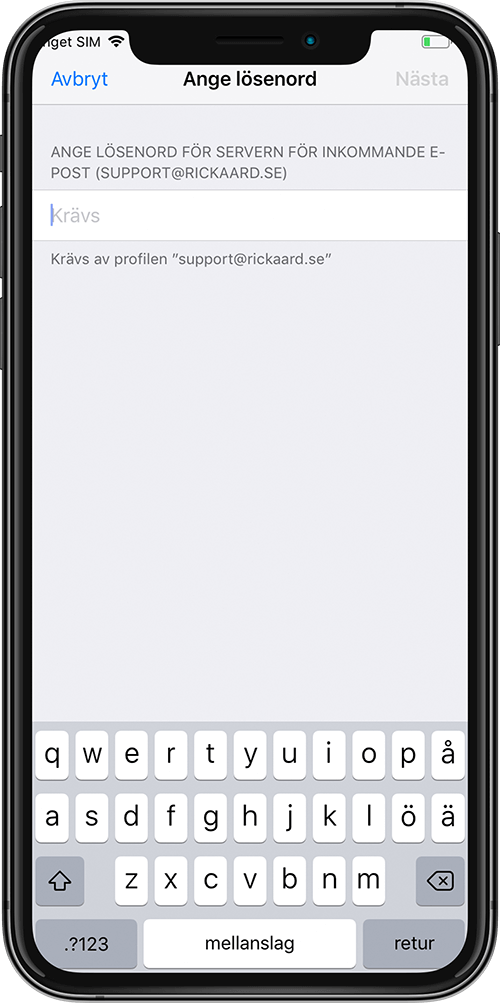 nget SIM
Avbryt Ange lösenord Nästa
ANGE LÖSENORD FÖR SERVERN FÖR INKOMMANDE E-
POST (SUPPORT@RICKAARD.SE)
Krävs
Krävs av profilen ”support@rickaard.se”
q w e r t y u i o p å
a s d f g h j k l ö ä
z x c v b n m
.?123 mellanslag retur